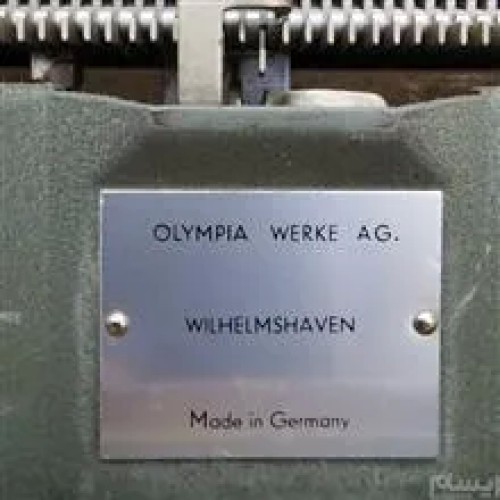 OLYMPIA WERKE AG.
WILHELMSHAVEN
Made in Germany